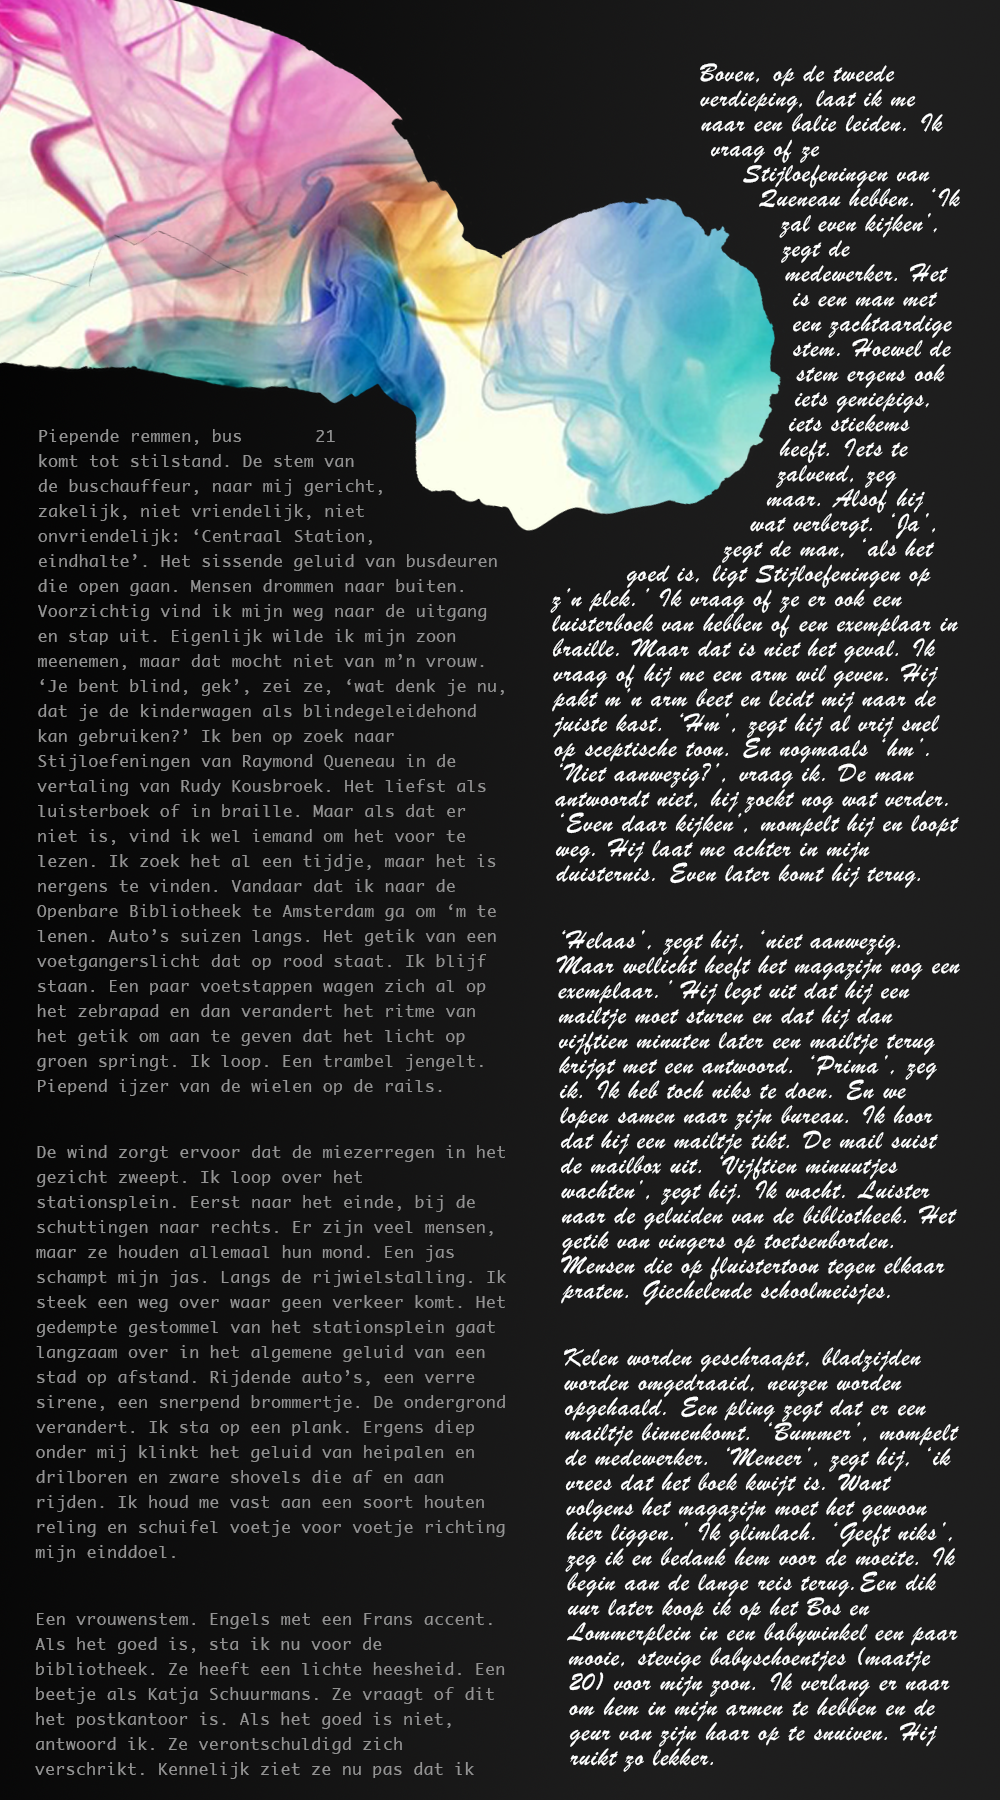 Piepende remmen, bus 21
komt tot stilstand. De stem van
de buschauffeur, naar mij gericht,
zakelijk, niet vriendelijk, niet
onvriendelijk: ‘Centraal Station,
eindhalte’. Het sissende geluid van busdeuren
die open gaan. Mensen drommen naar buiten.
Voorzichtig vind ik mijn weg naar de uitgang
en stap uit. Eigenlijk wilde ik mijn zoon
meenemen, maar dat mocht niet van m’n vrouw.
‘Je bent blind, gek’, zei ze, ‘wat denk je nu,
dat je de kinderwagen als blindegeleidehond
kan gebruiken?’ Ik ben op zoek naar
Stijloefeningen van Raymond Queneau in de
vertaling van Rudy Kousbroek. Het liefst als
luisterboek of in braille. Maar als dat er
niet is, vind ik wel iemand om het voor te
lezen. Ik zoek het al een tijdje, maar het is
nergens te vinden. Vandaar dat ik naar de
Openbare Bibliotheek te Amsterdam ga om ‘m te
lenen. Auto’s suizen langs. Het getik van een
voetgangerslicht dat op rood staat. Ik blijf
staan. Een paar voetstappen wagen zich al op
het zebrapad en dan verandert het ritme van
het getik om aan te geven dat het licht op
groen springt. Ik loop. Een trambel jengelt.
Piepend ijzer van de wielen op de rails.
De wind zorgt ervoor dat de miezerregen in het
gezicht zweept. Ik loop over het
stationsplein. Eerst naar het einde, bij de
schuttingen naar rechts. Er zijn veel mensen,
maar ze houden allemaal hun mond. Een jas
schampt mijn jas. Langs de rijwielstalling. Ik
steek een weg over waar geen verkeer komt. Het
gedempte gestommel van het stationsplein gaat
langzaam over in het algemene geluid van een
stad op afstand. Rijdende auto’s, een verre
sirene, een snerpend brommertje. De ondergrond
verandert. Ik sta op een plank. Ergens diep
onder mij klinkt het geluid van heipalen en
drilboren en zware shovels die af en aan
rijden. Ik houd me vast aan een soort houten
reling en schuifel voetje voor voetje richting
mijn einddoel.
Een vrouwenstem. Engels met een Frans accent.
Als het goed is, sta ik nu voor de
bibliotheek. Ze heeft een lichte heesheid. Een
beetje als Katja Schuurmans. Ze vraagt of dit
het postkantoor is. Als het goed is niet,
antwoord ik. Ze verontschuldigd zich
verschrikt. Kennelijk ziet ze nu pas dat ik
Boven, op de tweede
verdieping, laat ik me
naar een balie leiden. Ik
vraag of ze
Stijloefeningen van
Queneau hebben. ‘Ik
zal even kijken’,
zegt de
medewerker. Het
is een man met
een zachtaardige
stem. Hoewel de
stem ergens ook
iets geniepigs,
iets stiekems
heeft. Iets te
zalvend, zeg
maar. Alsof hij
wat verbergt. ‘Ja’,
zegt de man, ‘als het
goed is, ligt Stijloefeningen op
z’n plek.’ Ik vraag of ze er ook een
luisterboek van hebben of een exemplaar in
braille. Maar dat is niet het geval. Ik
vraag of hij me een arm wil geven. Hij
pakt m’n arm beet en leidt mij naar de
juiste kast. ‘Hm’, zegt hij al vrij snel
op sceptische toon. En nogmaals ‘hm’.
‘Niet aanwezig?’, vraag ik. De man
antwoordt niet, hij zoekt nog wat verder.
‘Even daar kijken’, mompelt hij en loopt
weg. Hij laat me achter in mijn
duisternis. Even later komt hij terug.
‘Helaas’, zegt hij, ‘niet aanwezig.
Maar wellicht heeft het magazijn nog een
exemplaar.’ Hij legt uit dat hij een
mailtje moet sturen en dat hij dan
vijftien minuten later een mailtje terug
krijgt met een antwoord. ‘Prima’, zeg
ik. Ik heb toch niks te doen. En we
lopen samen naar zijn bureau. Ik hoor
dat hij een mailtje tikt. De mail suist
de mailbox uit. ‘Vijftien minuutjes
wachten’, zegt hij. Ik wacht. Luister
naar de geluiden van de bibliotheek. Het
getik van vingers op toetsenborden.
Mensen die op fluistertoon tegen elkaar
praten. Giechelende schoolmeisjes.
Kelen worden geschraapt, bladzijden
worden omgedraaid, neuzen worden
opgehaald. Een pling zegt dat er een
mailtje binnenkomt. ‘Bummer’, mompelt
de medewerker. ‘Meneer’, zegt hij, ‘ik
vrees dat het boek kwijt is. Want
volgens het magazijn moet het gewoon
hier liggen.’ Ik glimlach. ‘Geeft niks’,
zeg ik en bedank hem voor de moeite. Ik
begin aan de lange reis terug.Een dik
uur later koop ik op het Bos en
Lommerplein in een babywinkel een paar
mooie, stevige babyschoentjes (maatje
20) voor mijn zoon. Ik verlang er naar
om hem in mijn armen te hebben en de
geur van zijn haar op te snuiven. Hij
ruikt zo lekker.